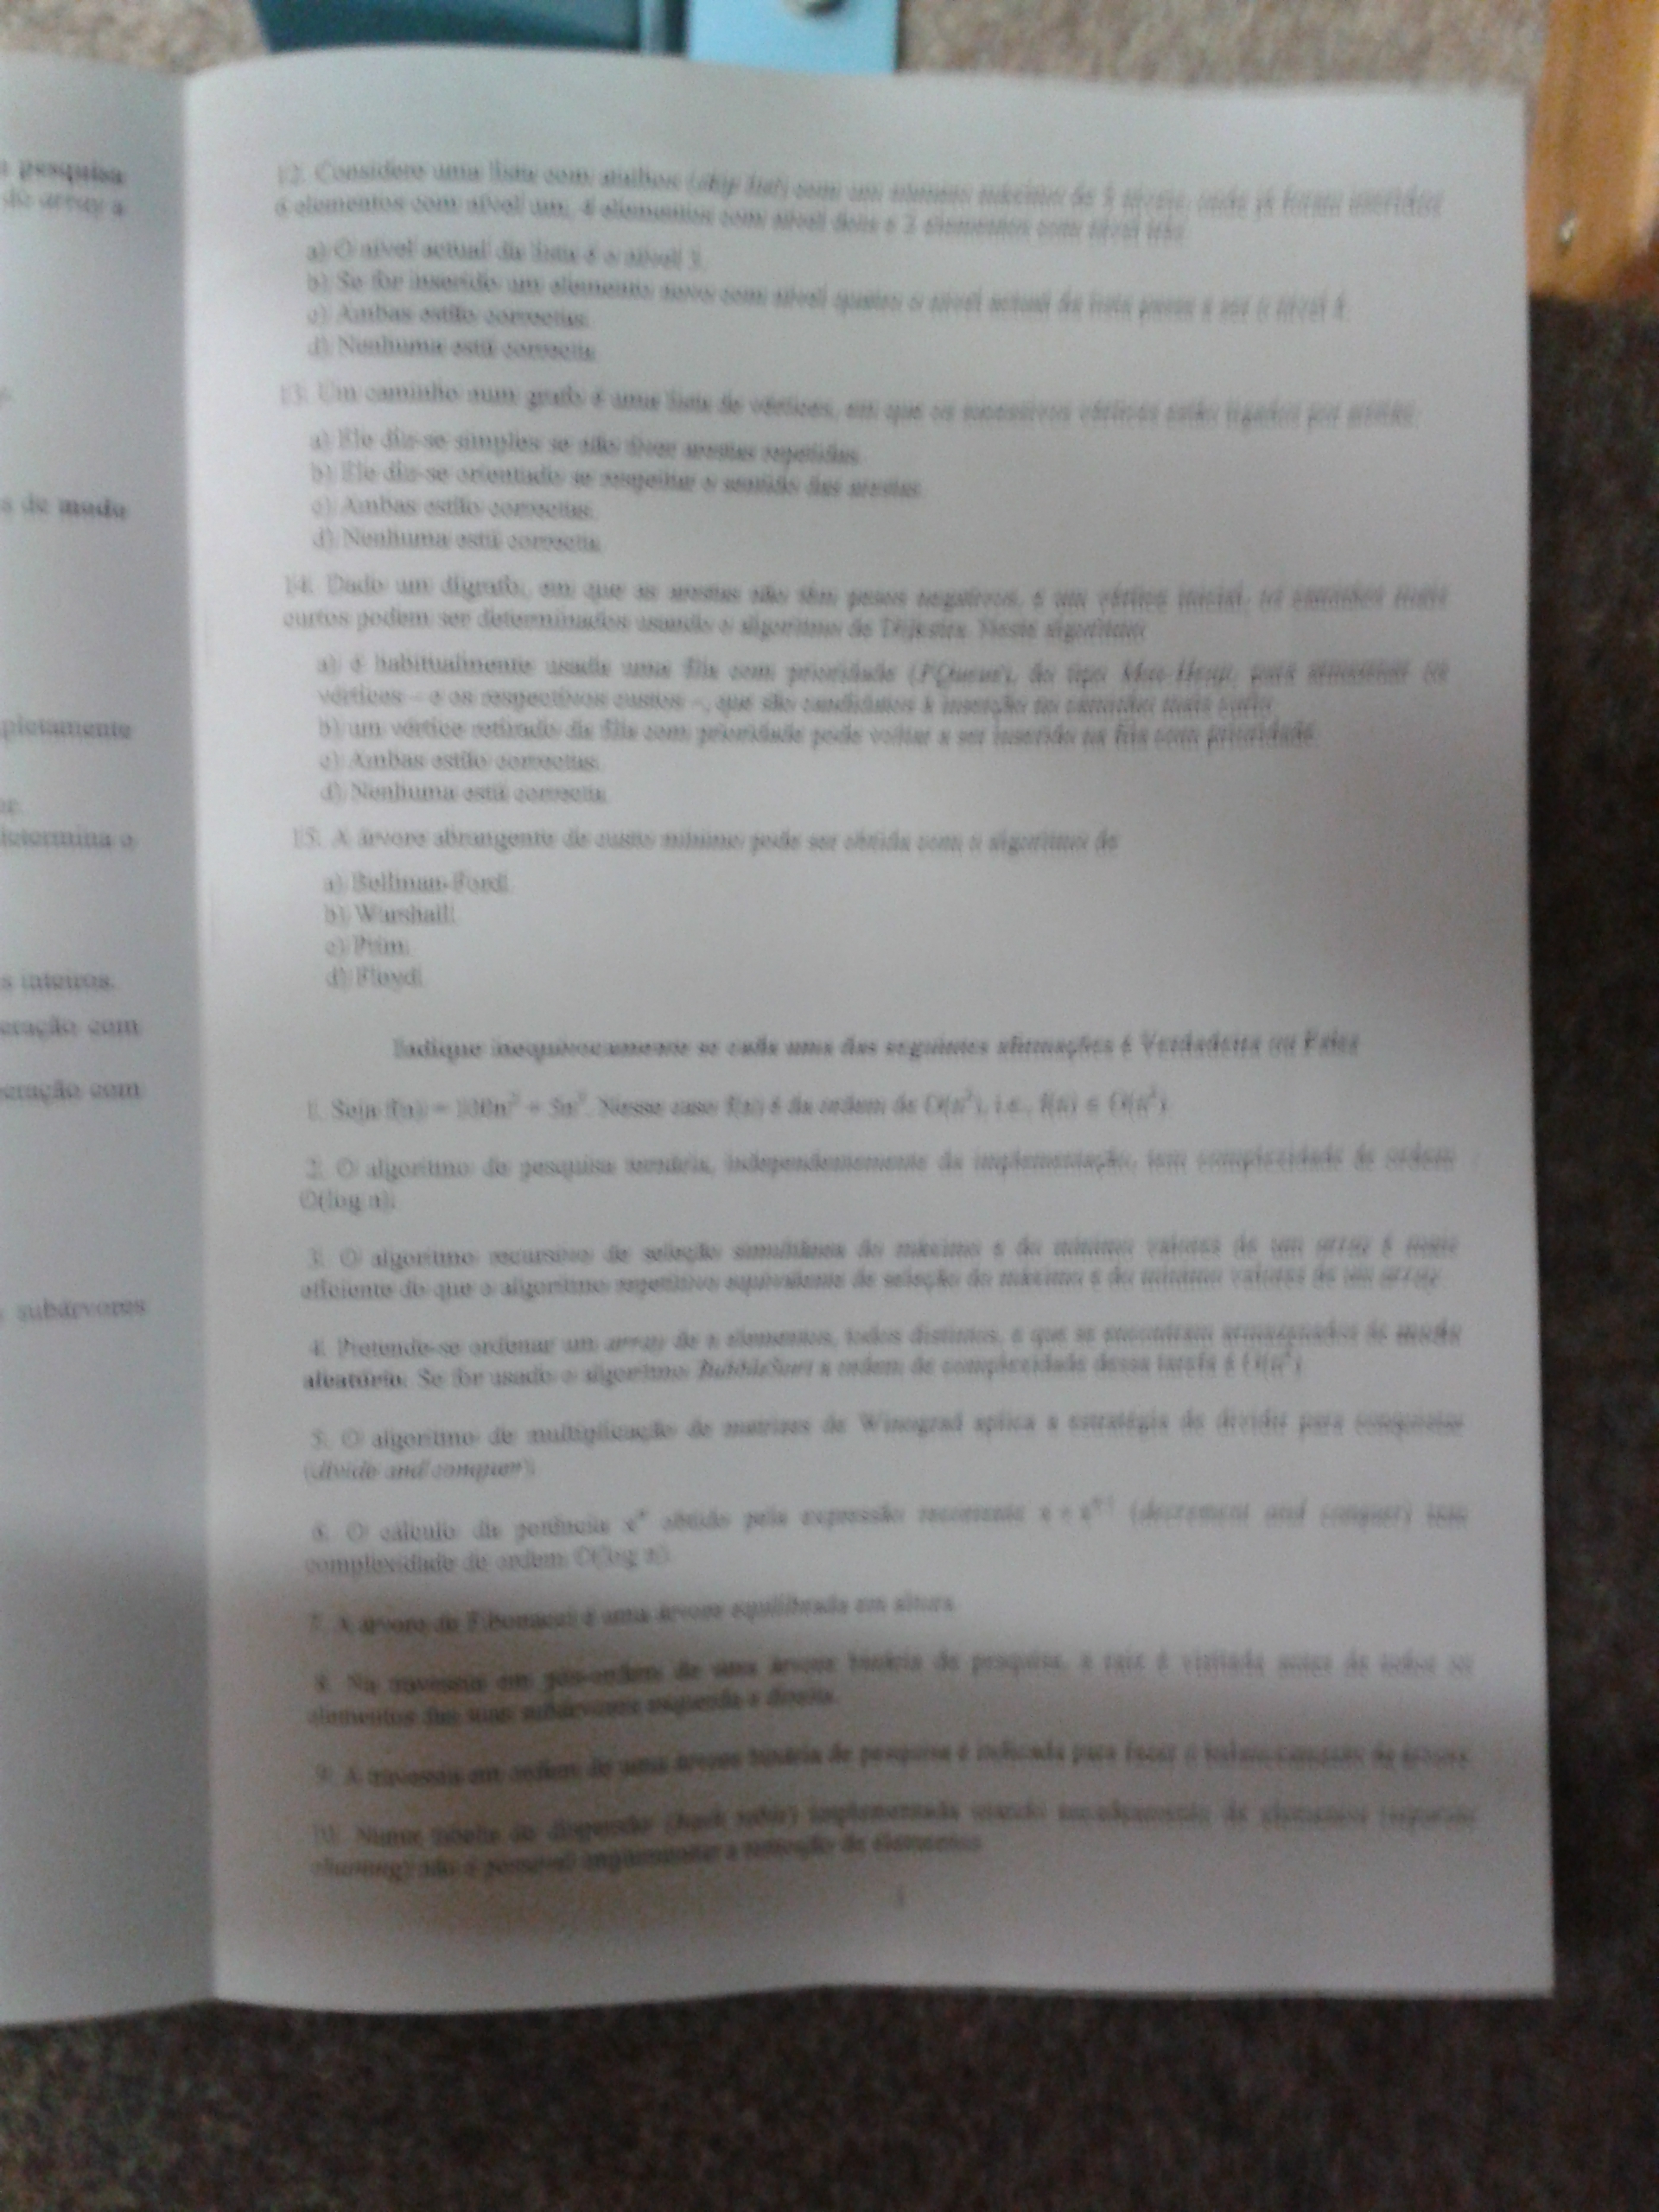 pesquisa
do array a
s de modo
pletamente
determina o
s inteiros.
eração com
eração com
subárvores
12. Considere uma lista com atalhos (skip list) com um número máximo de 5 níveis, onde já foram inseridos
6 elementos com nível um, 4 elementos com nível dois e 2 elementos com nível três.
a) O nível actual da lista é o nível 3.
b) Se for inserido um elemento novo com nível quatro o nível actual da lista passa a ser o nível 4.
c) Ambas estão correctas.
d) Nenhuma está correcta.
13. Um caminho num grafo é uma lista de vértices, em que os sucessivos vértices estão ligados por arestas.
a) Ele diz-se simples se não tiver arestas repetidas.
b) Ele diz-se orientado se respeitar o sentido das arestas.
c) Ambas estão correctas.
d) Nenhuma está correcta.
14. Dado um digrafo, em que as arestas não têm pesos negativos, e um vértice inicial, os caminhos mais
curtos podem ser determinados usando o algoritmo de Dijkstra. Neste algoritmo:
a) é habitualmente usada uma fila com prioridade (PQueue), do tipo para armazenar os
vértices – e os respectivos custos –, que são candidatos à inserção no caminho mais curto.
b) um vértice retirado da fila com prioridade pode voltar a ser inserido na fila com prioridade.
c) Ambas estão correctas.
d) Nenhuma está correcta.
15. A árvore abrangente de custo mínimo pode ser obtida com o algoritmo de
a) Bellman-Ford.
b) Warshall.
c) Prim.
d) Floyd.
Indique inequivocamente se cada uma das seguintes afirmações é Verdadeira ou Falsa
1. Seja f(n) = Nesse caso f(n) é da ordem de i.e., f(n) ∈
2. O algoritmo de pesquisa independentemente da implementação, tem complexidade de ordem
O(log n).
3. O algoritmo recursivo de seleção simultânea do máximo e do mínimo valores de um array é mais
eficiente do que o algoritmo repetitivo equivalente de seleção do máximo e do mínimo valores de um array.
4. Pretende-se ordenar um array de n elementos, todos distintos, e que se encontram armazenados de modo
aleatório. Se for usado o algoritmo BubbleSort a ordem de complexidade dessa tarefa é
5. O algoritmo de multiplicação de matrizes de Winograd aplica a estratégia de dividir para conquistar
(divide and conquer).
6. O cálculo da potência obtido pela expressão recorrente (decrement and conquer) tem
complexidade de ordem O(log n).
7. A árvore de Fibonacci é uma árvore equilibrada em altura.
8. Na travessia em pós-ordem de uma árvore binária de pesquisa, a raiz é visitada antes de todos os
elementos das suas subárvores esquerda e direita.
9. A travessia em ordem de uma árvore binária de pesquisa é indicada para fazer o da árvore.
10. Numa tabela de dispersão (hash table) implementada usando encadeamento de elementos (separate
chaining) não é possível implementar a remoção de elementos.